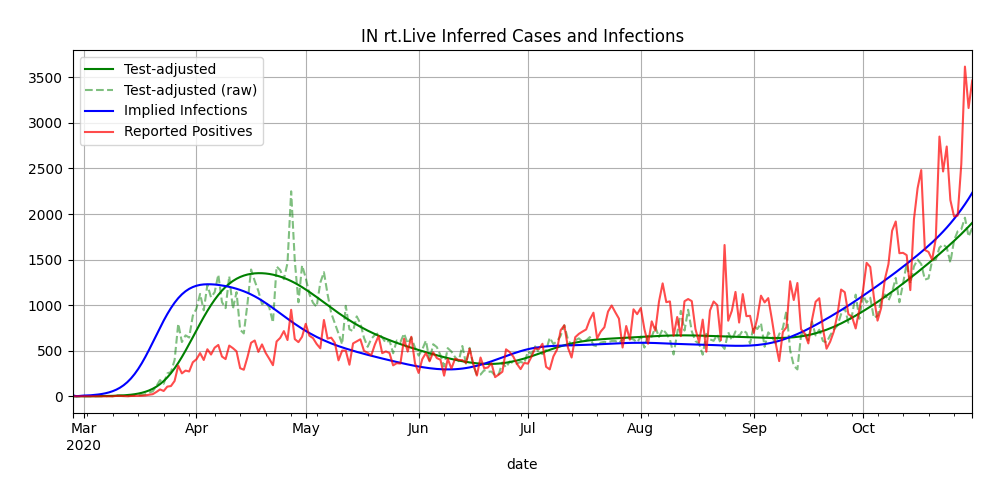 IN rt.Live Inferred Cases and Infections
Test-adjusted
Test-adjusted (raw)
Implied Infections
Reported Positives
3500
3000
2500
2000
1500
1000
500
0
Mar Apr May Jun Jul Aug Sep Oct
2020
date